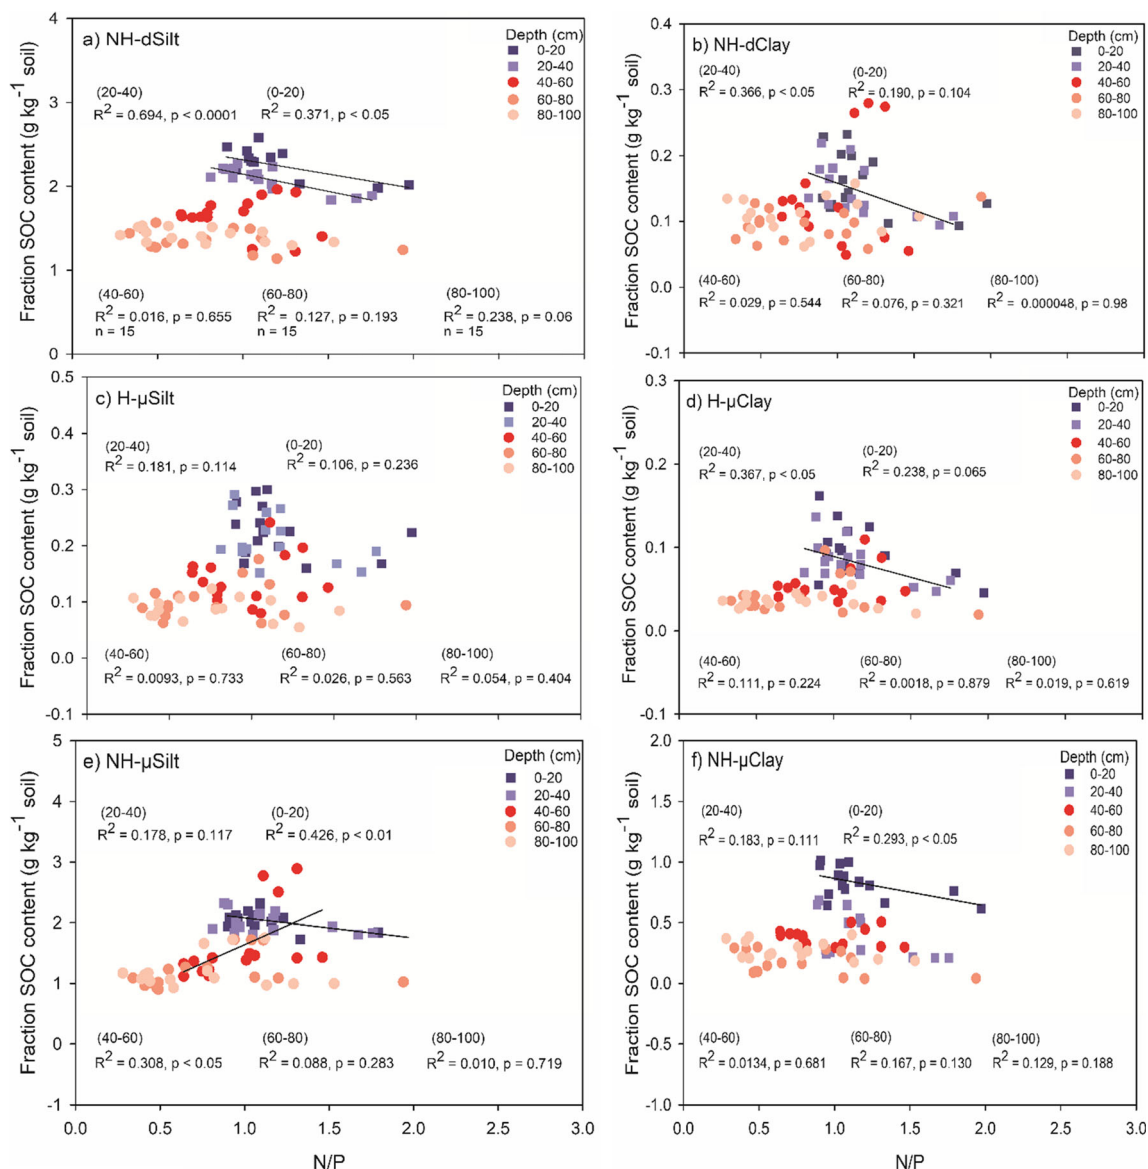 a) NH-dSilt
Depth (cm)
0-20
20-40
40-60
60-80
80-100
(20-40)
R² = 0.694, p < 0.0001
(0-20)
R² = 0.371, p < 0.05
(40-60)
R² = 0.016, p = 0.655
n = 15
(60-80)
R² = 0.127, p = 0.193
n = 15
(80-100)
R² = 0.238, p = 0.06
n = 15
Fraction SOC content (g kg⁻¹ soil)
4
3
2
1
0
b) NH-dClay
Depth (cm)
0-20
20-40
40-60
60-80
80-100
(20-40)
R² = 0.366, p < 0.05
(0-20)
R² = 0.190, p = 0.104
(40-60)
R² = 0.029, p = 0.544
(60-80)
R² = 0.076, p = 0.321
(80-100)
R² = 0.000048, p = 0.98
Fraction SOC content (g kg⁻¹ soil)
0.4
0.3
0.2
0.1
0.0
-0.1
c) H-µSilt
Depth (cm)
0-20
20-40
40-60
60-80
80-100
(20-40)
R² = 0.181, p = 0.114
(0-20)
R² = 0.106, p = 0.236
(40-60)
R² = 0.0093, p = 0.733
(60-80)
R² = 0.026, p = 0.563
(80-100)
R² = 0.054, p = 0.404
Fraction SOC content (g kg⁻¹ soil)
0.5
0.4
0.3
0.2
0.1
0.0
-0.1
d) H-µClay
Depth (cm)
0-20
20-40
40-60
60-80
80-100
(20-40)
R² = 0.367, p < 0.05
(0-20)
R² = 0.238, p = 0.065
(40-60)
R² = 0.111, p = 0.224
(60-80)
R² = 0.0018, p = 0.879
(80-100)
R² = 0.019, p = 0.619
Fraction SOC content (g kg⁻¹ soil)
0.3
0.2
0.1
0.0
-0.1
e) NH-µSilt
Depth (cm)
0-20
20-40
40-60
60-80
80-100
(20-40)
R² = 0.178, p = 0.117
(0-20)
R² = 0.426, p < 0.01
(40-60)
R² = 0.308, p < 0.05
(60-80)
R² = 0.088, p = 0.283
(80-100)
R² = 0.010, p = 0.719
Fraction SOC content (g kg⁻¹ soil)
5
4
3
2
1
0
-1
0.0 0.5 1.0 1.5 2.0 2.5 3.0
N/P
f) NH-µClay
Depth (cm)
0-20
20-40
40-60
60-80
80-100
(20-40)
R² = 0.183, p = 0.111
(0-20)
R² = 0.293, p < 0.05
(40-60)
R² = 0.0134, p = 0.681
(60-80)
R² = 0.167, p = 0.130
(80-100)
R² = 0.129, p = 0.188
Fraction SOC content (g kg⁻¹ soil)
2.0
1.5
1.0
0.5
0.0
-0.5
-1.0
0.0 0.5 1.0 1.5 2.0 2.5 3.0
N/P